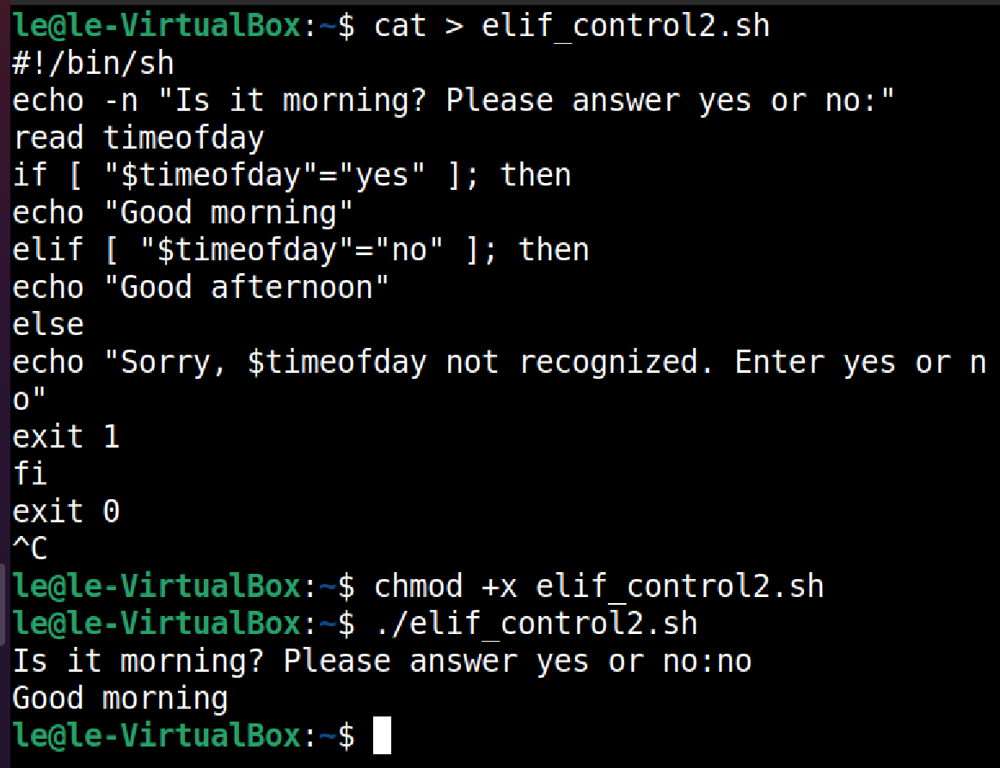 le@le-VirtualBox:~$ cat > elif_control2.sh
#!/bin/sh
echo -n "Is it morning? Please answer yes or no:"
read timeofday
if [ "$timeofday"="yes" ]; then
echo "Good morning"
elif [ "$timeofday"="no" ]; then
echo "Good afternoon"
else
echo "Sorry, $timeofday not recognized. Enter yes or n
o"
exit 1
fi
exit 0
^C
le@le-VirtualBox:~$ chmod +x elif_control2.sh
le@le-VirtualBox:~$ ./elif_control2.sh
Is it morning? Please answer yes or no:no
Good morning
le@le-VirtualBox:~$